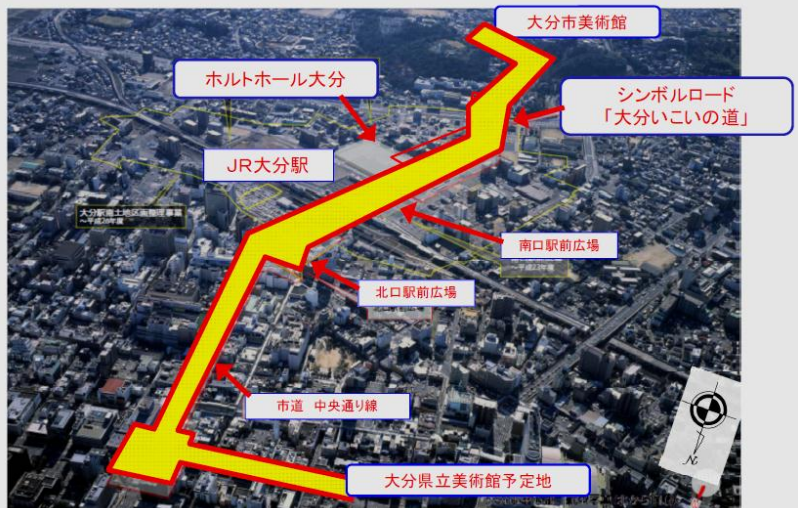 大分市美術館
ホルトホール大分
シンボルロード
「大分いこいの道」
JR大分駅
大分駅南土地区画整理事業
南口駅前広場
北口駅前広場
市道 中央通り線
大分県立美術館予定地
N